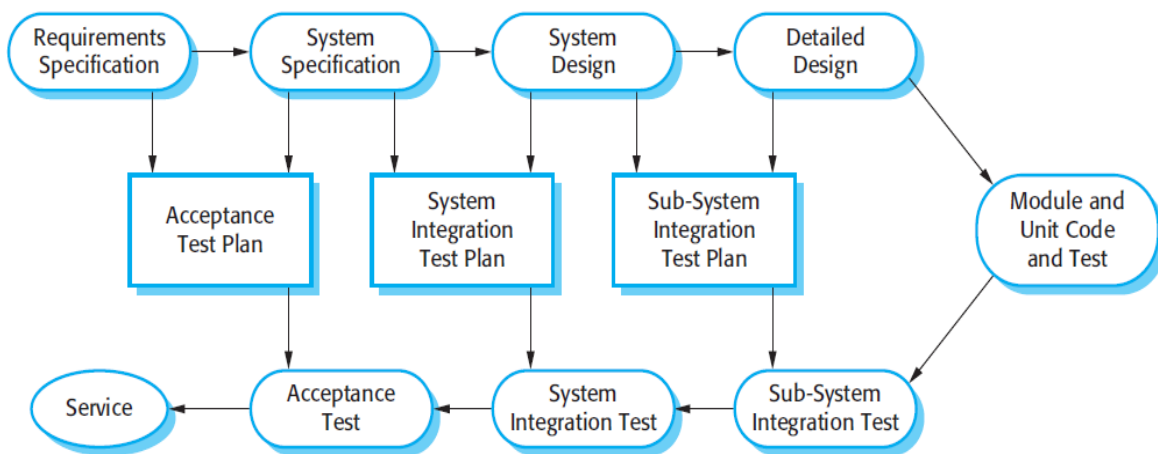 Requirements
Specification
System
Specification
System
Design
Detailed
Design
Acceptance
Test Plan
System
Integration
Test Plan
Sub-System
Integration
Test Plan
Module and
Unit Code
and Test
Service
Acceptance
Test
System
Integration Test
Sub-System
Integration Test